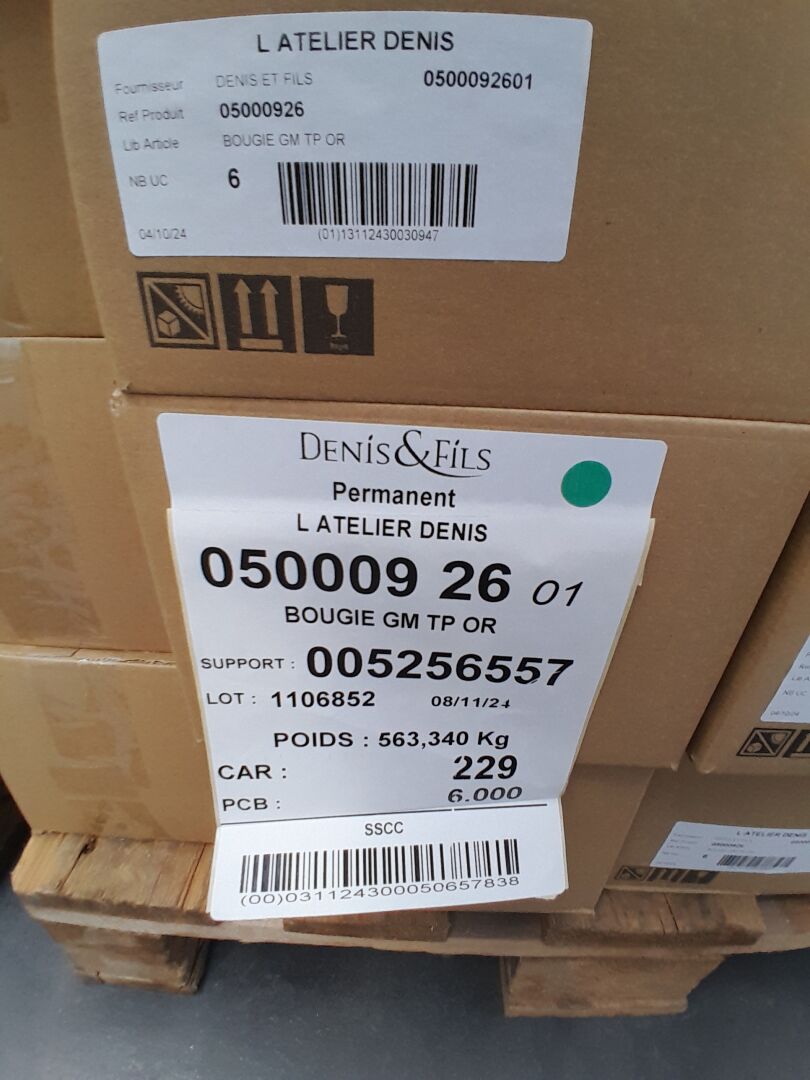 L ATELIER DENIS
Fournisseur DENIS ET FILS 0500092601
Ref Produit 05000926
Lib Article BOUGIE GM TP OR
NB UC 6
04/10/24 (01)13112430030947
DENIS&FILS
Permanent
L ATELIER DENIS
050009 26 01
BOUGIE GM TP OR
SUPPORT : 005256557
LOT : 1106852 08/11/24
POIDS : 563,340 Kg
CAR : 229
PCB : 6.000
SSCC
(00)031124300050657838
L ATELIER DENIS
05000926
6